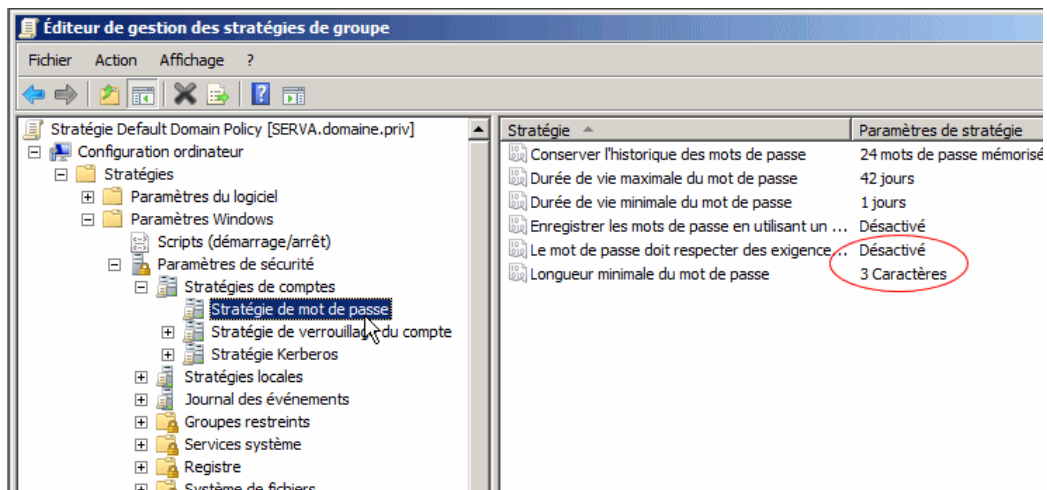 Éditeur de gestion des stratégies de groupe
Fichier Action Affichage ?
Stratégie Default Domain Policy [SERVA.domaine.priv]
Configuration ordinateur
Stratégies
Paramètres du logiciel
Paramètres Windows
Scripts (démarrage/arrêt)
Paramètres de sécurité
Stratégies de comptes
Stratégie de mot de passe
Stratégie de verrouillage du compte
Stratégie Kerberos
Stratégies locales
Journal des événements
Groupes restreints
Services système
Registre
Système de fichiers
Stratégie Paramètres de stratégie
Conserver l'historique des mots de passe 24 mots de passe mémorisé
Durée de vie maximale du mot de passe 42 jours
Durée de vie minimale du mot de passe 1 jours
Enregistrer les mots de passe en utilisant un ... Désactivé
Le mot de passe doit respecter des exigence... Désactivé
Longueur minimale du mot de passe 3 Caractères